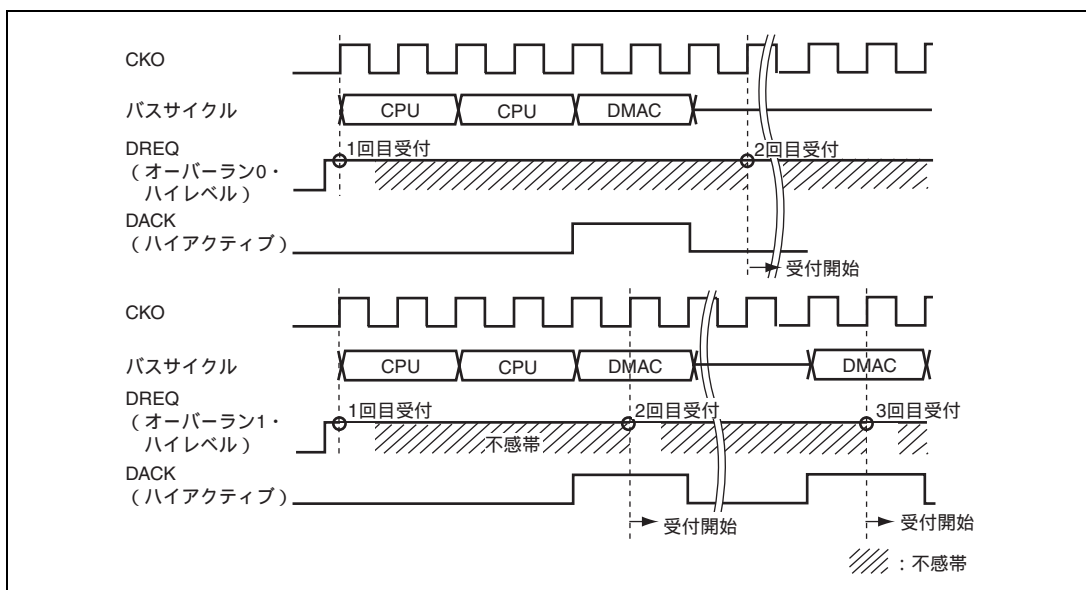 CKO
バスサイクル
CPU CPU DMAC
DREQ
(オーバーラン0・
ハイレベル)
1回目受付 2回目受付
DACK
(ハイアクティブ)
受付開始
CKO
バスサイクル
CPU CPU DMAC DMAC
DREQ
(オーバーラン1・
ハイレベル)
1回目受付 2回目受付 3回目受付
不感帯
DACK
(ハイアクティブ)
受付開始 受付開始
:不感帯